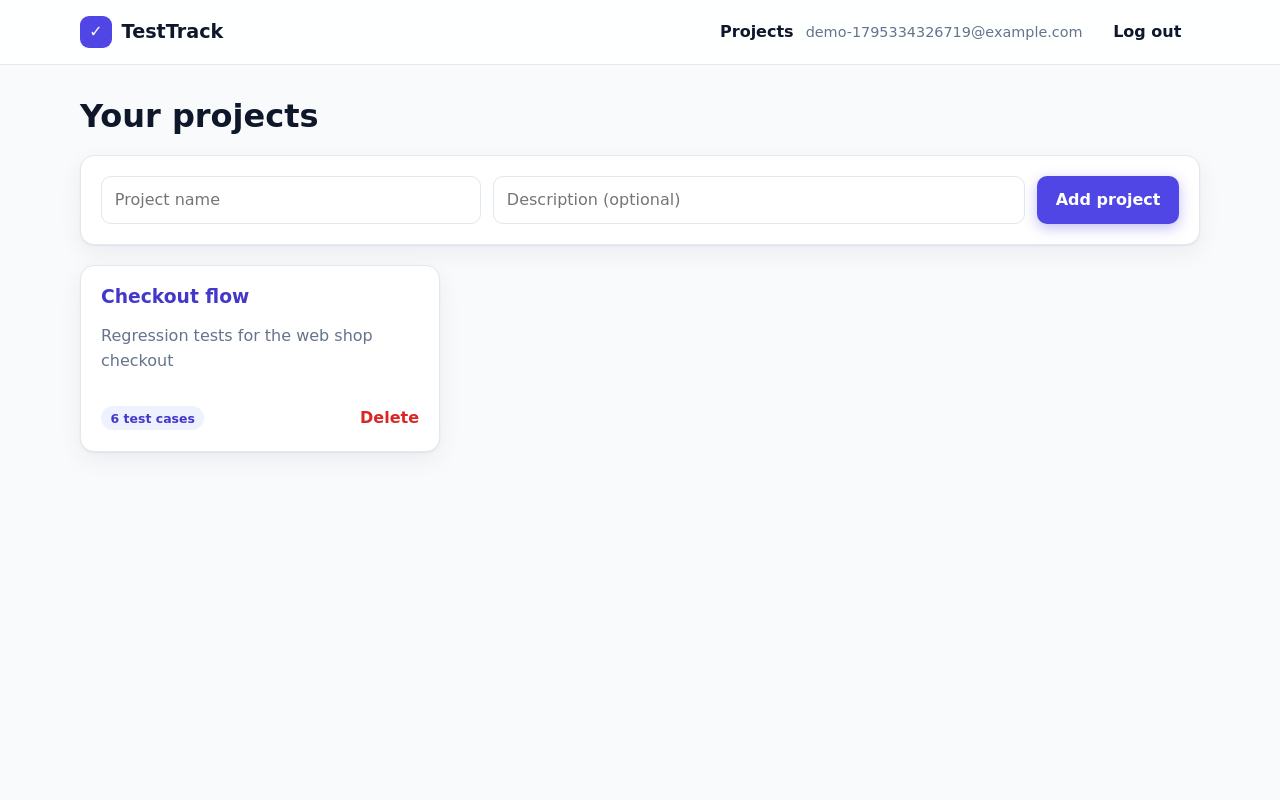 ✓ TestTrack
Projects demo-1795334326719@example.com Log out
Your projects
Project name Description (optional) Add project
Checkout flow
Regression tests for the web shop
checkout
6 test cases Delete